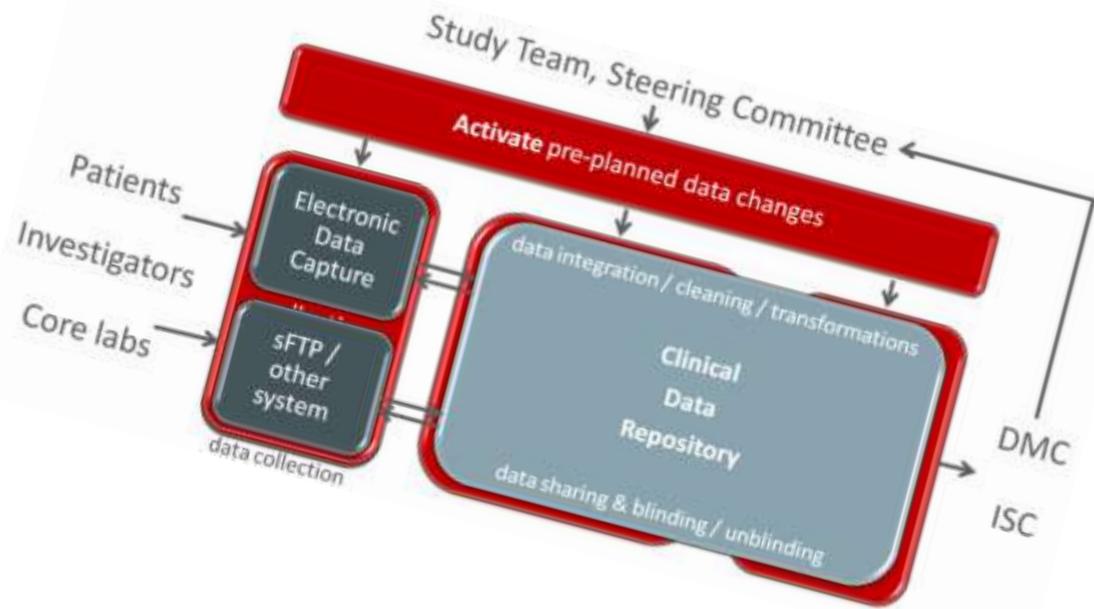 Study Team, Steering Committee
Activate pre-planned data changes
Patients
Investigators
Core labs
Electronic
Data
Capture
sFTP /
other
system
data collection
data integration / cleaning / transformations
Clinical
Data
Repository
data sharing & blinding / unblinding
DMC
ISC